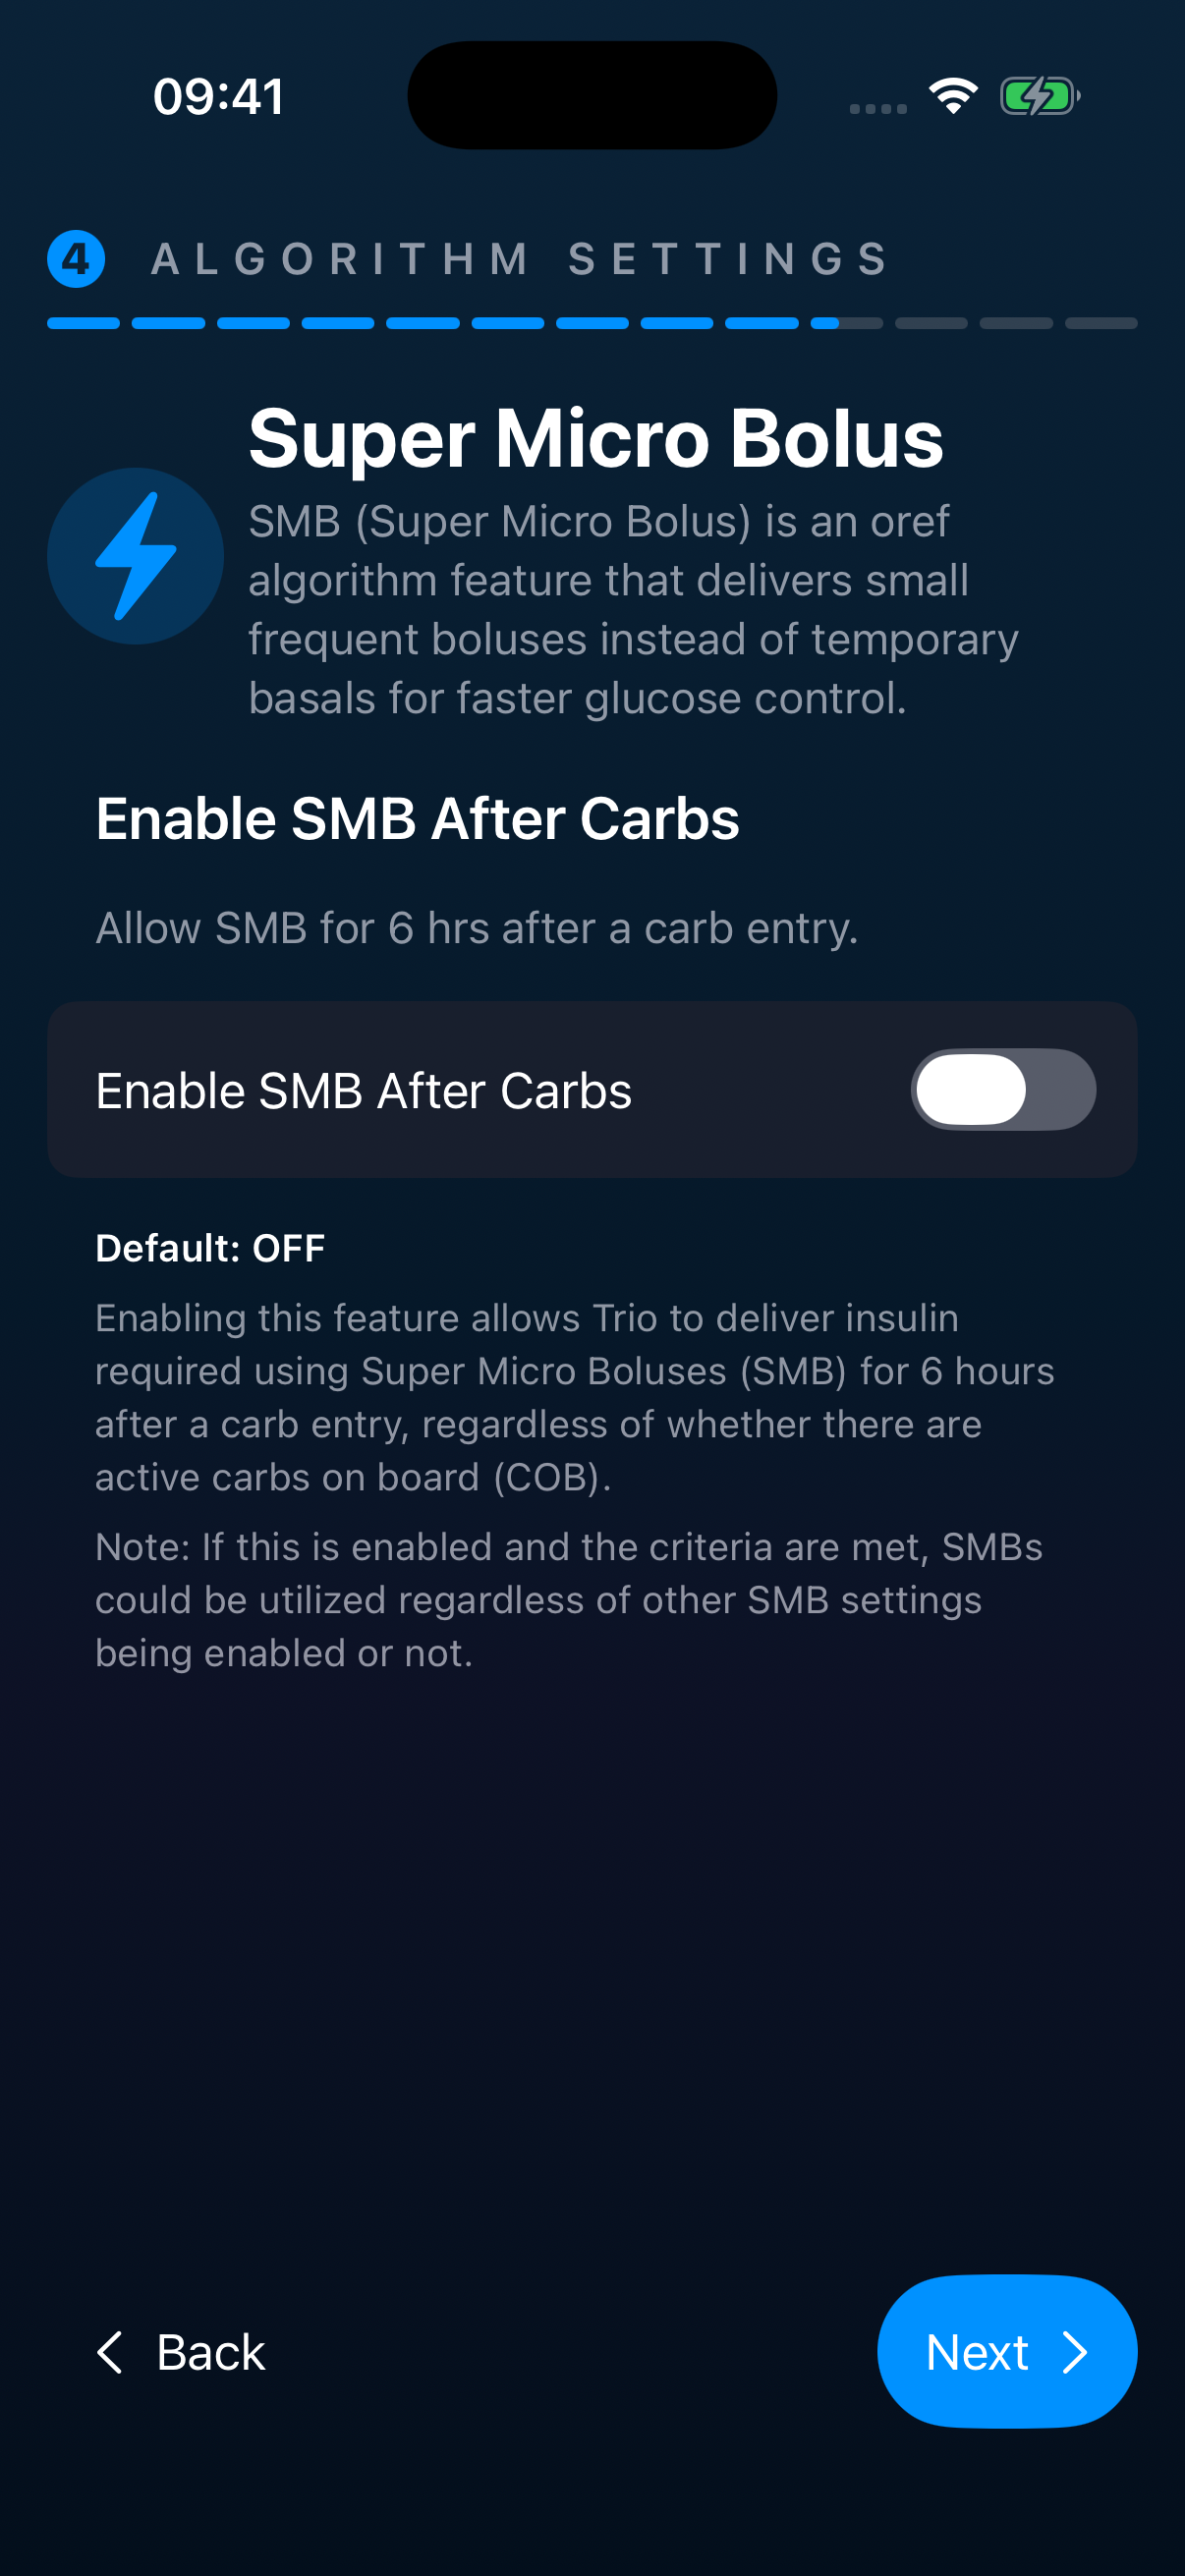 09:41
4 ALGORITHM SETTINGS
Super Micro Bolus
SMB (Super Micro Bolus) is an oref
algorithm feature that delivers small
frequent boluses instead of temporary
basals for faster glucose control.
Enable SMB After Carbs
Allow SMB for 6 hrs after a carb entry.
Enable SMB After Carbs
Default: OFF
Enabling this feature allows Trio to deliver insulin
required using Super Micro Boluses (SMB) for 6 hours
after a carb entry, regardless of whether there are
active carbs on board (COB).
Note: If this is enabled and the criteria are met, SMBs
could be utilized regardless of other SMB settings
being enabled or not.
Back
Next